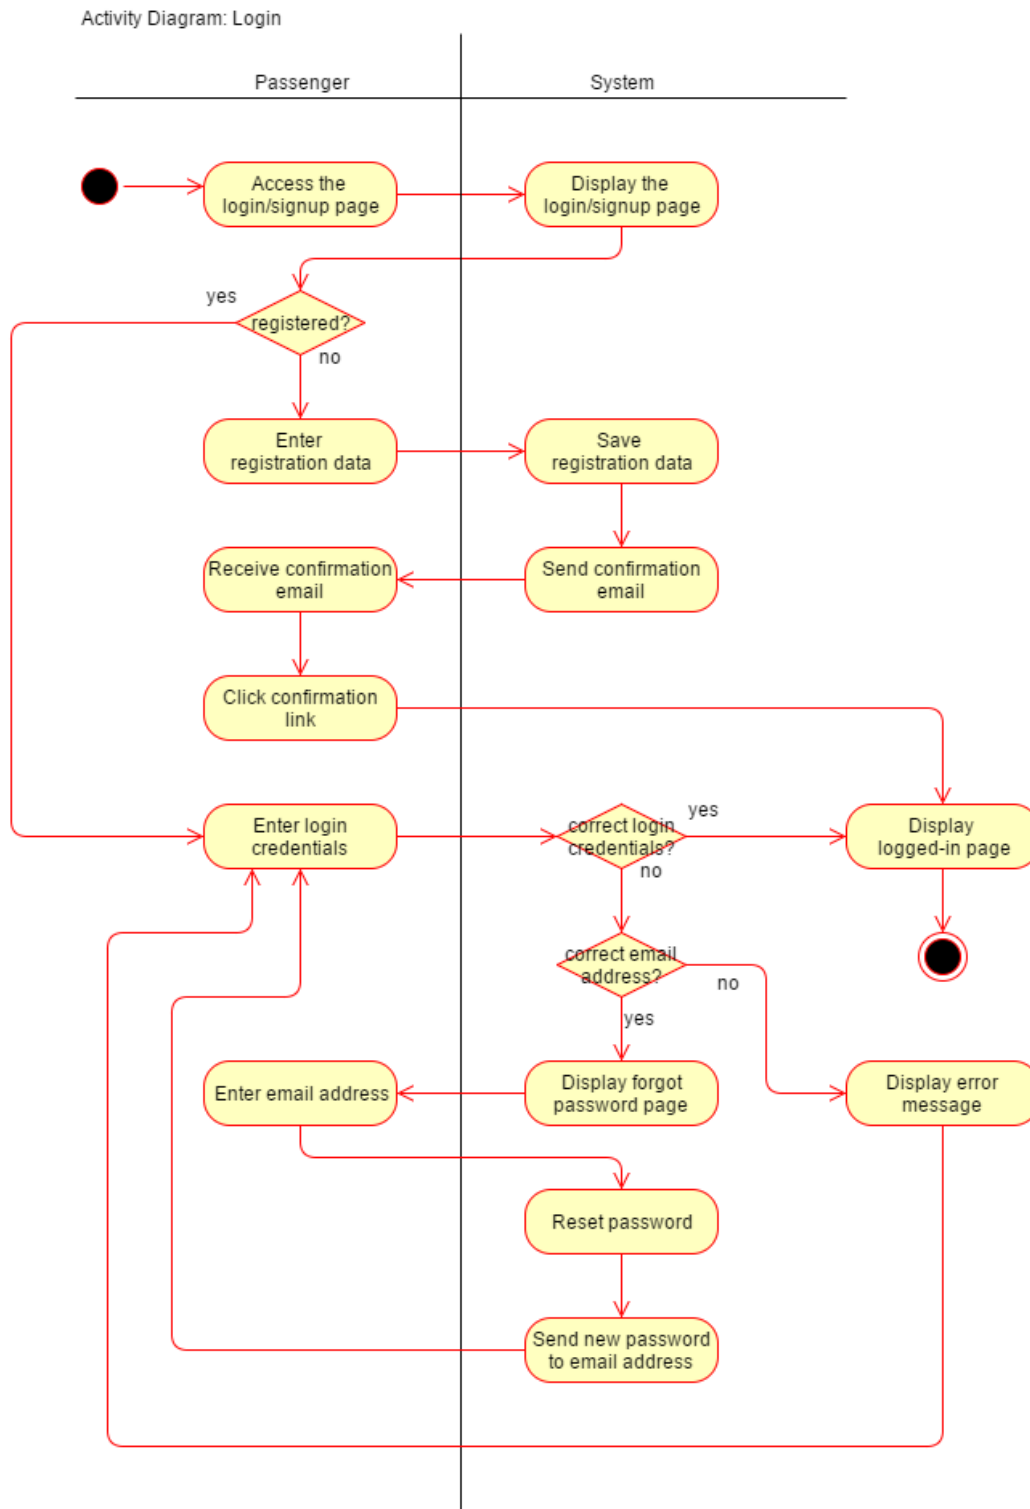 Activity Diagram: Login
Passenger
System
Access the
login/signup page
Display the
login/signup page
yes
registered?
no
Enter
registration data
Save
registration data
Receive confirmation
email
Send confirmation
email
Click confirmation
link
Enter login
credentials
correct login
credentials?
yes
Display
logged-in page
no
correct email
address?
no
yes
Enter email address
Display forgot
password page
Display error
message
Reset password
Send new password
to email address